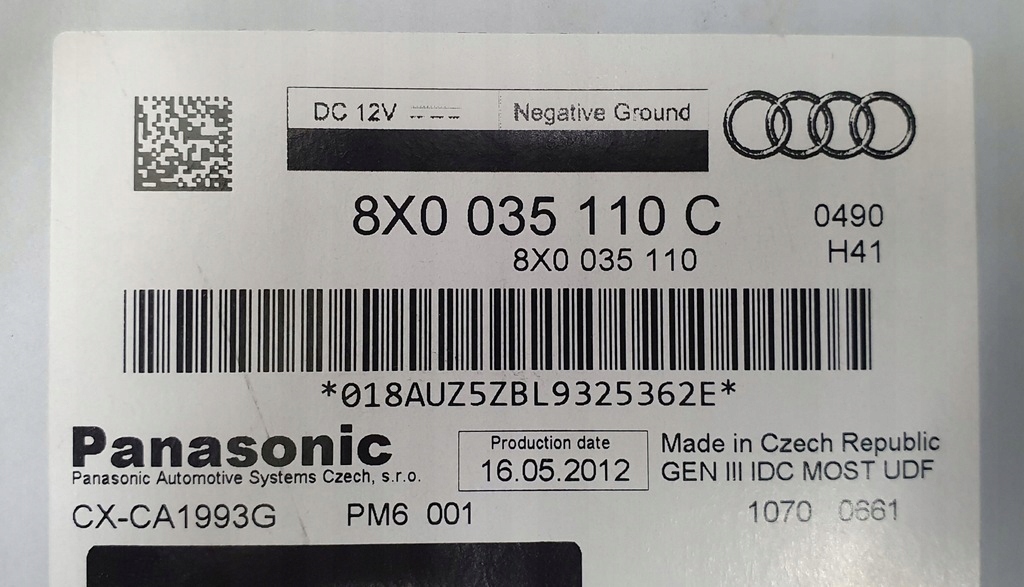 DC 12V
Negative Ground
8X0 035 110 C
0490
8X0 035 110
H41
*018AUZ5ZBL9325362E*
Panasonic
Panasonic Automotive Systems Czech, s.r.o.
Production date
16.05.2012
Made in Czech Republic
GEN III IDC MOST UDF
CX-CA1993G
PM6 001
1070 0661